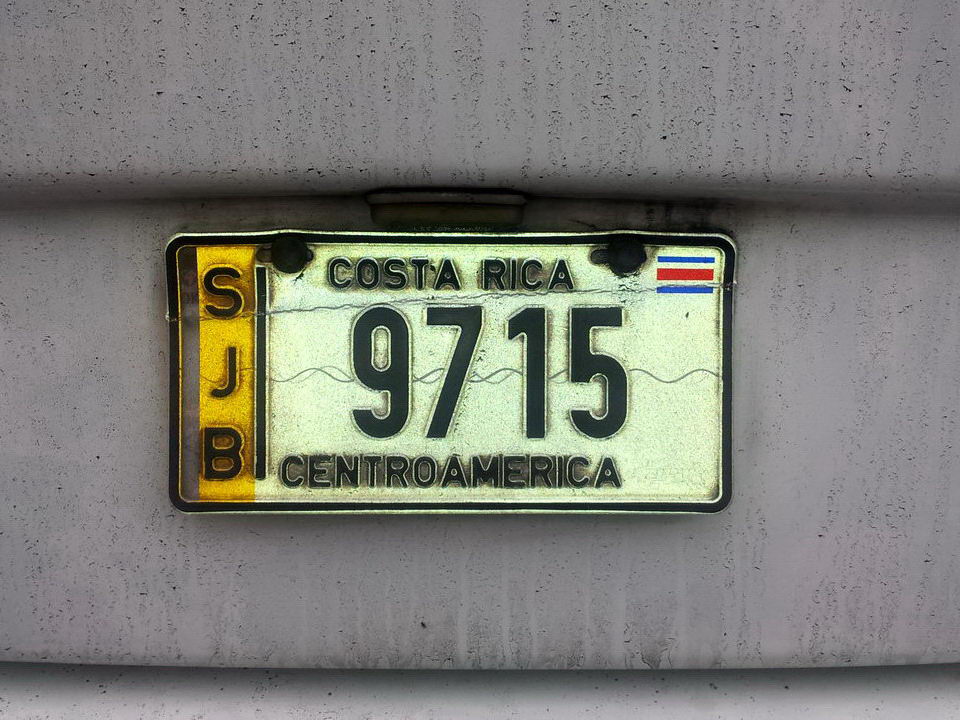 COSTA RICA
S
J
B
9715
CENTROAMERICA